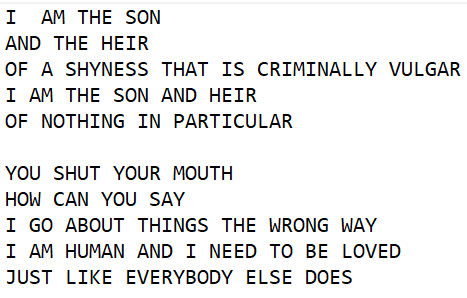 I  AM THE SON
AND THE HEIR
OF A SHYNESS THAT IS CRIMINALLY VULGAR
I AM THE SON AND HEIR
OF NOTHING IN PARTICULAR

YOU SHUT YOUR MOUTH
HOW CAN YOU SAY
I GO ABOUT THINGS THE WRONG WAY
I AM HUMAN AND I NEED TO BE LOVED
JUST LIKE EVERYBODY ELSE DOES